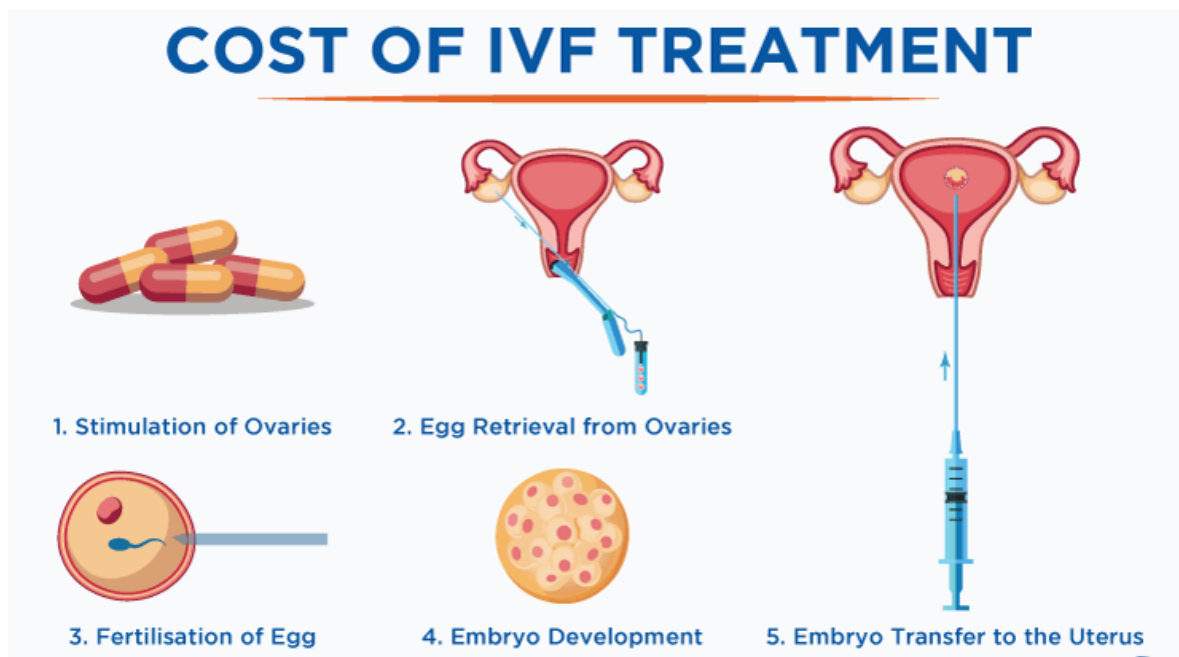 COST OF IVF TREATMENT
1. Stimulation of Ovaries
2. Egg Retrieval from Ovaries
3. Fertilisation of Egg
4. Embryo Development
5. Embryo Transfer to the Uterus